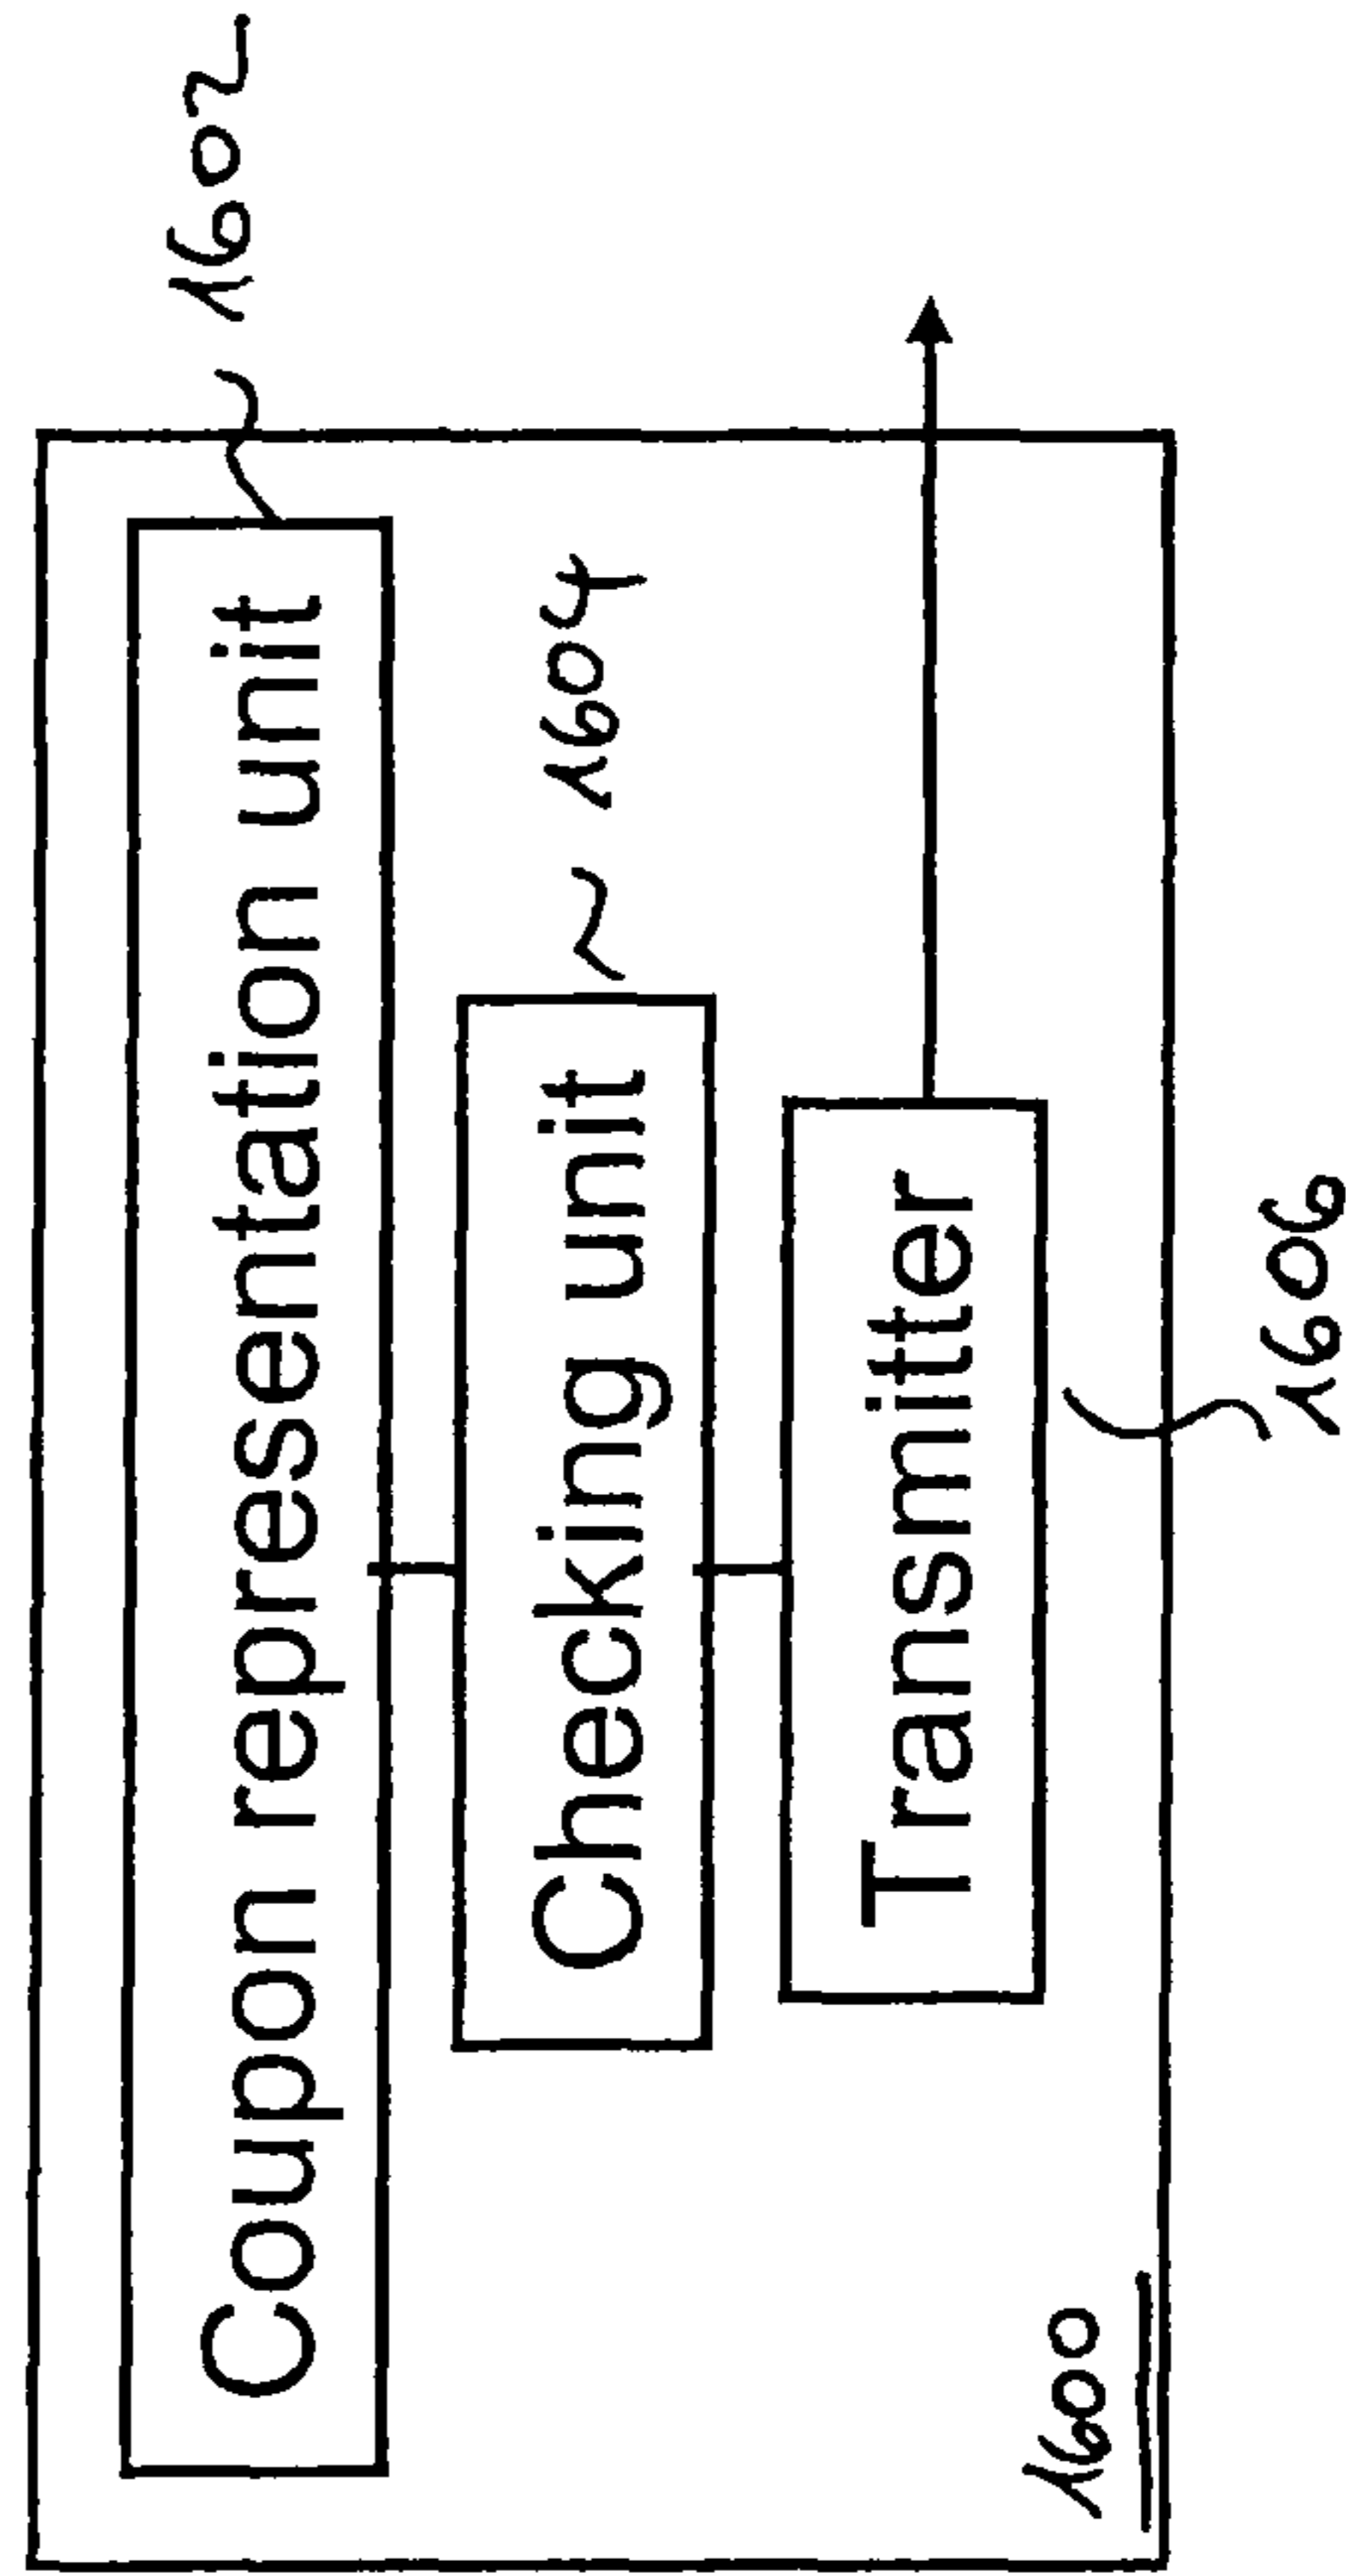 Coupon representation unit
1602
Checking unit
1604
Transmitter
1606
1600